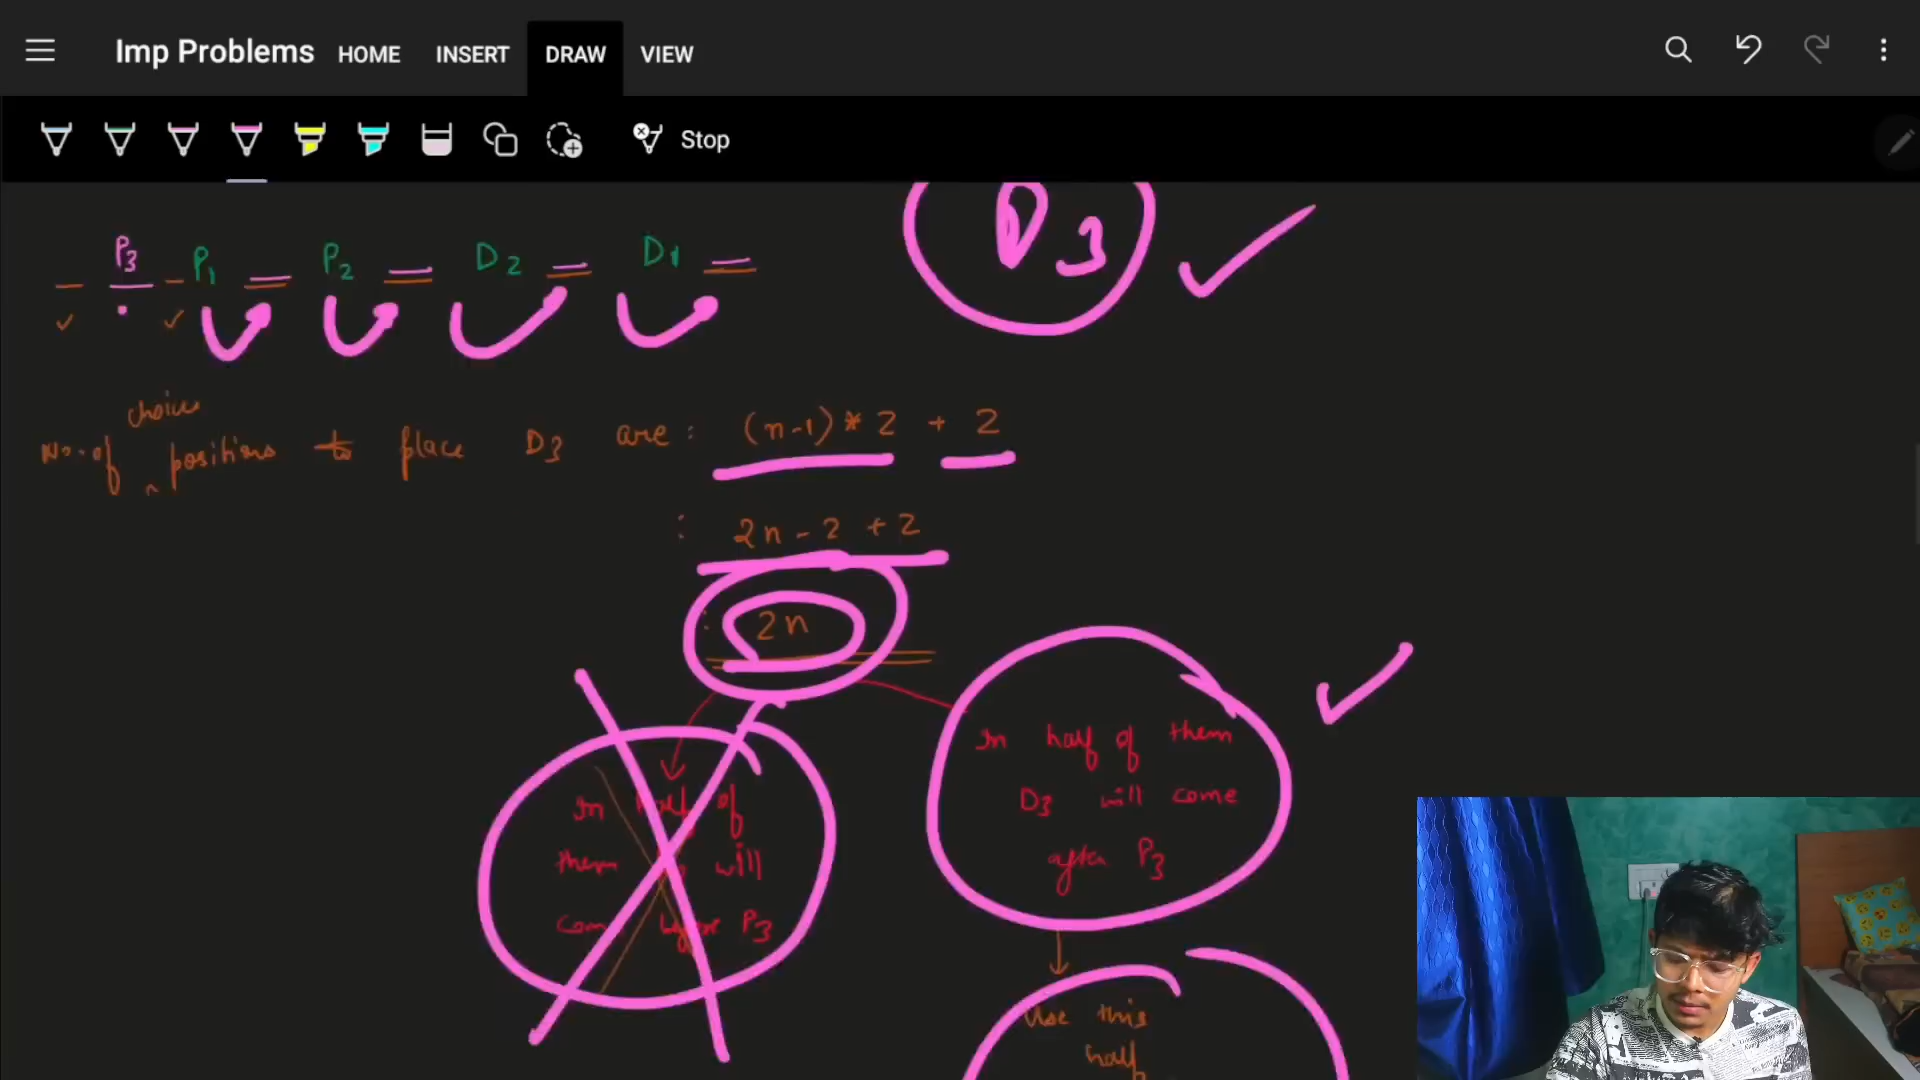 Imp Problems HOME INSERT DRAW VIEW
Stop
D3
P3 P1 P2 D2 D1
choice
No. of positions to place D3 are : (n-1) * 2 + 2
: 2n - 2 + 2
: 2n
In half of them
D3 will come
after P3
In half of
them will
come before P3
Use this
half